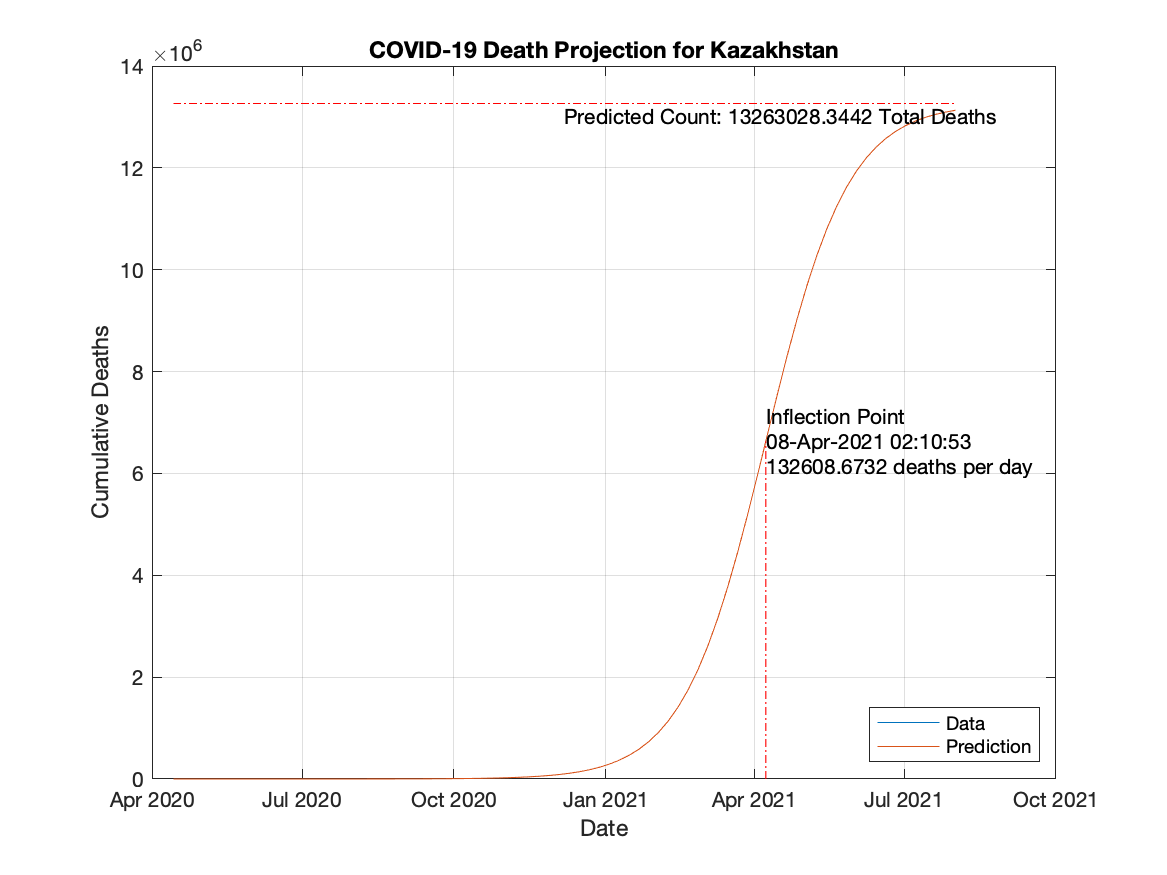 COVID-19 Death Projection for Kazakhstan
×10^6
14
12
10
8
6
4
2
0
Cumulative Deaths
Predicted Count: 13263028.3442 Total Deaths
Inflection Point
08-Apr-2021 02:10:53
132608.6732 deaths per day
Data
Prediction
Apr 2020 Jul 2020 Oct 2020 Jan 2021 Apr 2021 Jul 2021 Oct 2021
Date